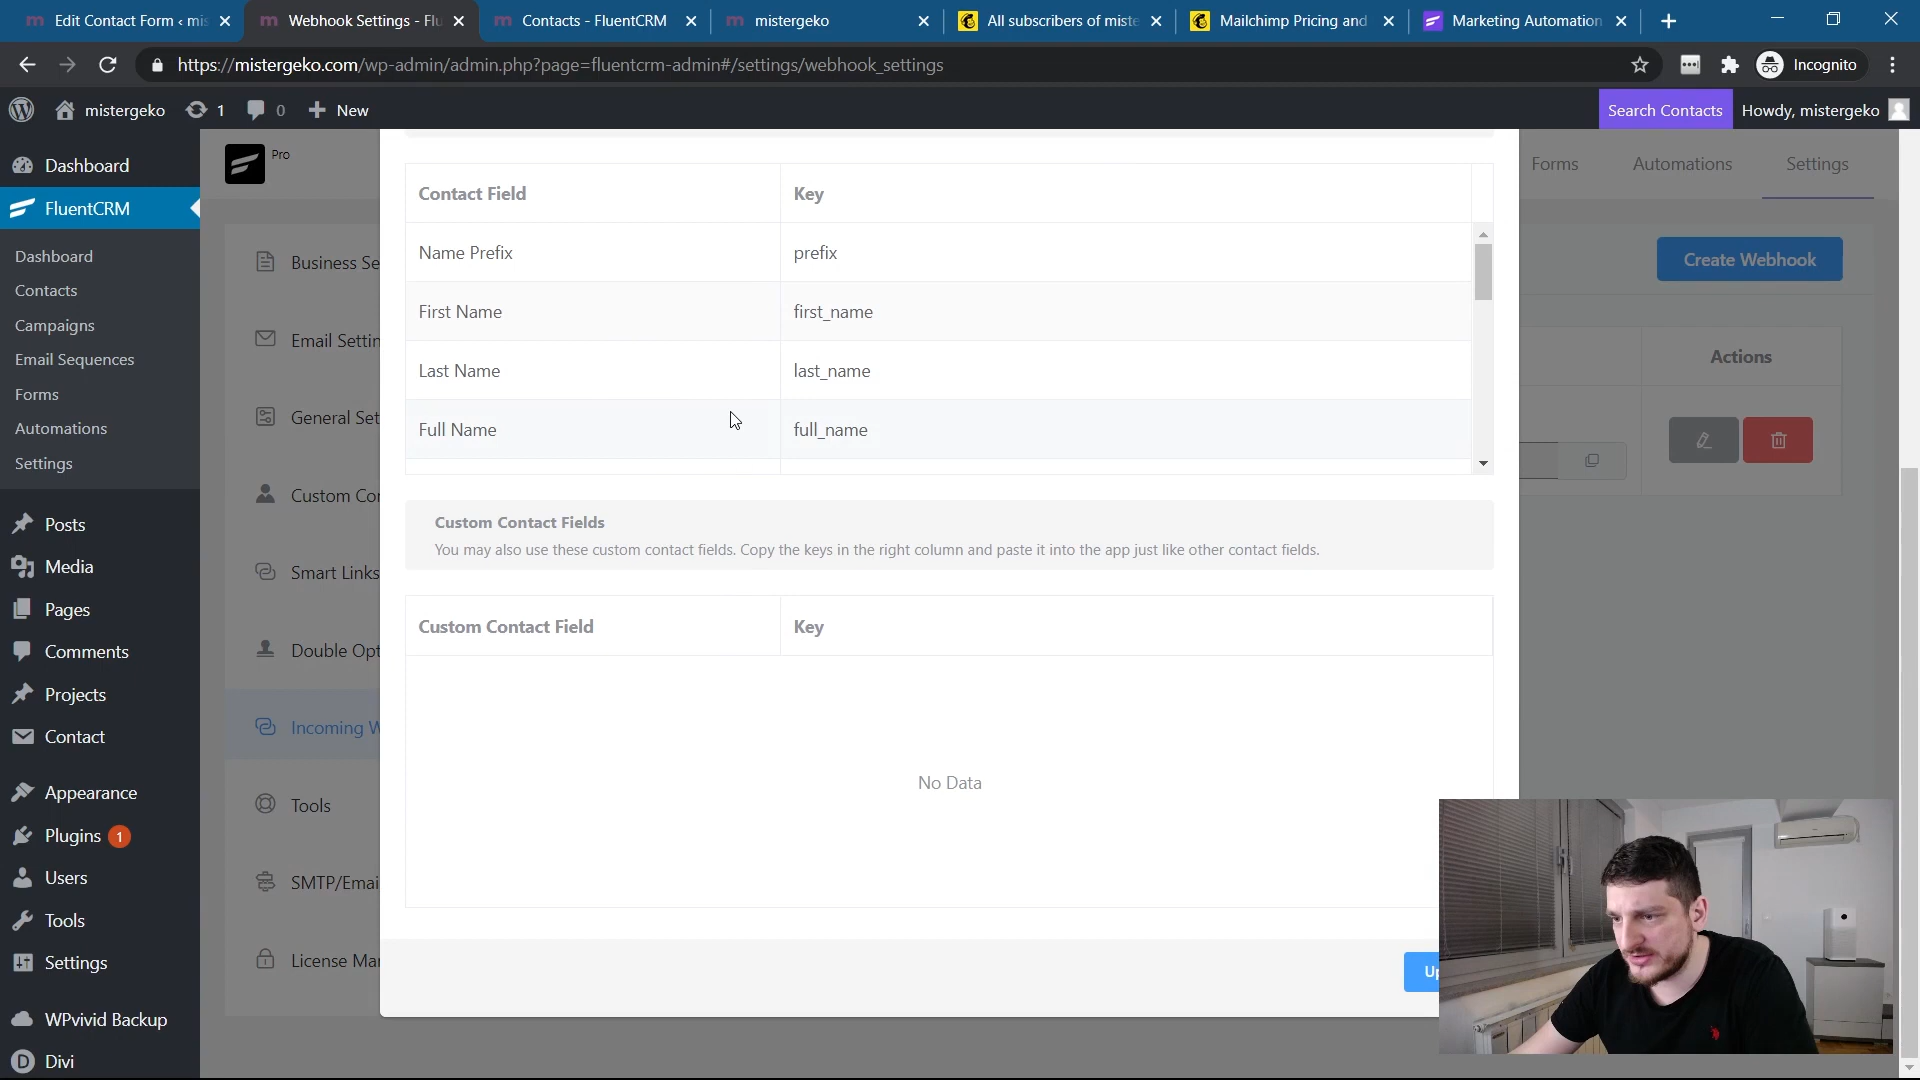 Edit Contact Form ‹ mis
Webhook Settings - Flu
Contacts - FluentCRM
mistergeko
All subscribers of miste
Mailchimp Pricing and
Marketing Automation
https://mistergeko.com/wp-admin/admin.php?page=fluentcrm-admin#/settings/webhook_settings
Incognito
mistergeko
1
0
New
Search Contacts
Howdy, mistergeko
Dashboard
FluentCRM
Dashboard
Contacts
Campaigns
Email Sequences
Forms
Automations
Settings
Posts
Media
Pages
Comments
Projects
Contact
Appearance
Plugins 1
Users
Tools
Settings
WPvivid Backup
Divi
Pro
Forms
Automations
Settings
Business Se
Email Settin
General Set
Custom Con
Smart Links
Double Opt
Incoming W
Tools
SMTP/Emai
License Man
Create Webhook
Actions
Contact Field
Key
Name Prefix
prefix
First Name
first_name
Last Name
last_name
Full Name
full_name
Custom Contact Fields
You may also use these custom contact fields. Copy the keys in the right column and paste it into the app just like other contact fields.
Custom Contact Field
Key
No Data
Up